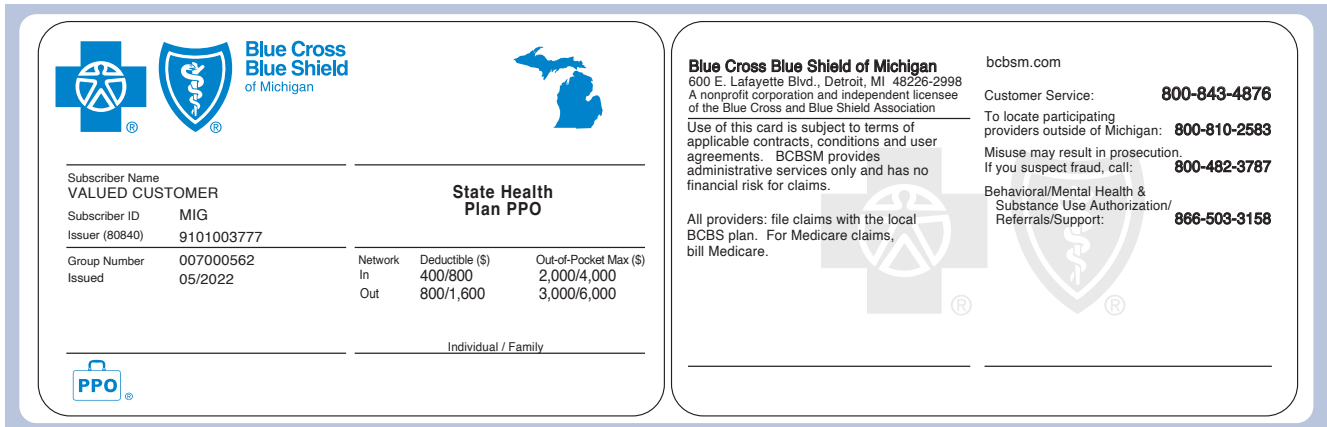 Blue Cross
Blue Shield
of Michigan
®
®
Subscriber Name
VALUED CUSTOMER
Subscriber ID MIG
Issuer (80840) 9101003777
Group Number 007000562
Issued 05/2022
State Health
Plan PPO
Network Deductible ($) Out-of-Pocket Max ($)
In 400/800 2,000/4,000
Out 800/1,600 3,000/6,000
Individual / Family
PPO ®
Blue Cross Blue Shield of Michigan
600 E. Lafayette Blvd., Detroit, MI 48226-2998
A nonprofit corporation and independent licensee
of the Blue Cross and Blue Shield Association
Use of this card is subject to terms of
applicable contracts, conditions and user
agreements. BCBSM provides
administrative services only and has no
financial risk for claims.
All providers: file claims with the local
BCBS plan. For Medicare claims,
bill Medicare.
bcbsm.com
Customer Service: 800-843-4876
To locate participating
providers outside of Michigan: 800-810-2583
Misuse may result in prosecution.
If you suspect fraud, call: 800-482-3787
Behavioral/Mental Health &
Substance Use Authorization/
Referrals/Support: 866-503-3158
®
®